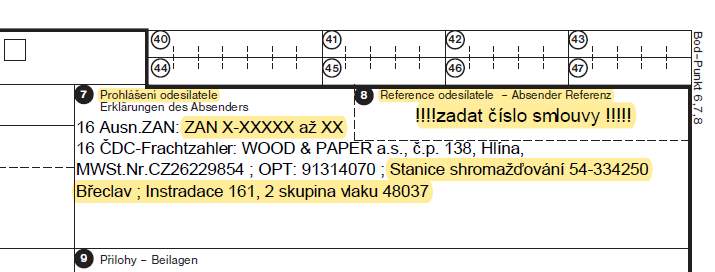 40 41 42 43
44 45 46 47
Bod-Punkt 6,7,8
7 Prohlášeni odesilatele
Erklärungen des Absenders
8 Reference odesilatele – Absender Referenz
!!!!zadat číslo smlouvy !!!!!
16 Ausn.ZAN: ZAN X-XXXXX až XX
16 ČDC-Frachtzahler: WOOD & PAPER a.s., č.p. 138, Hlína,
MWSt.Nr.CZ26229854 ; OPT: 91314070 ; Stanice shromažďování 54-334250
Břeclav ; Instradace 161, 2 skupina vlaku 48037
9 Přílohy – Beilagen